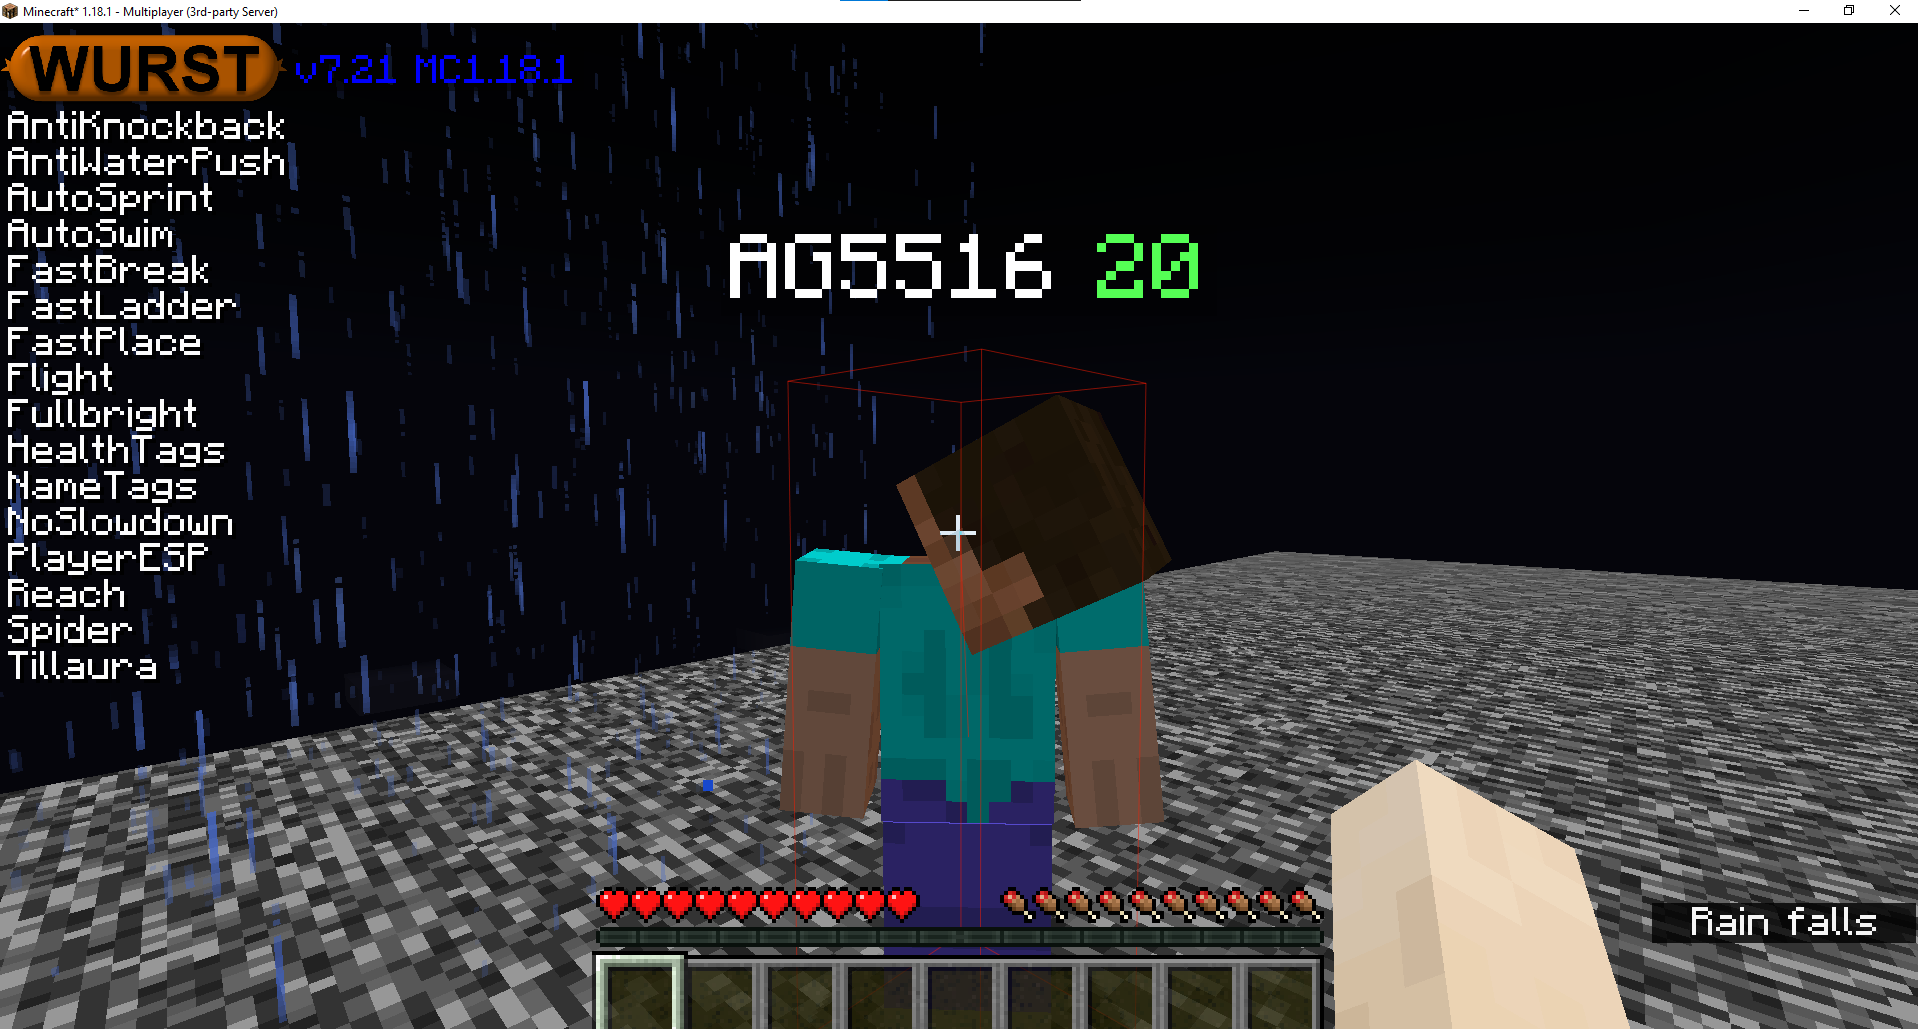 Minecraft* 1.18.1 - Multiplayer (3rd-party Server)
WURST v7.21 MC1.18.1
AntiKnockback
AntiWaterPush
AutoSprint
AutoSwim
FastBreak
FastLadder
FastPlace
Flight
Fullbright
HealthTags
NameTags
NoSlowdown
PlayerESP
Reach
Spider
Tillaura
AG5516 20
Rain falls